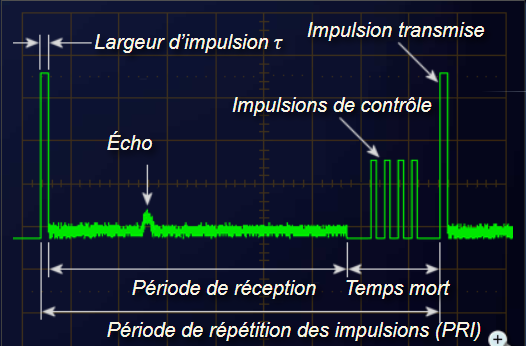 Largeur d’impulsion τ
Impulsion transmise
Impulsions de contrôle
Écho
Période de réception
Temps mort
Période de répétition des impulsions (PRI)